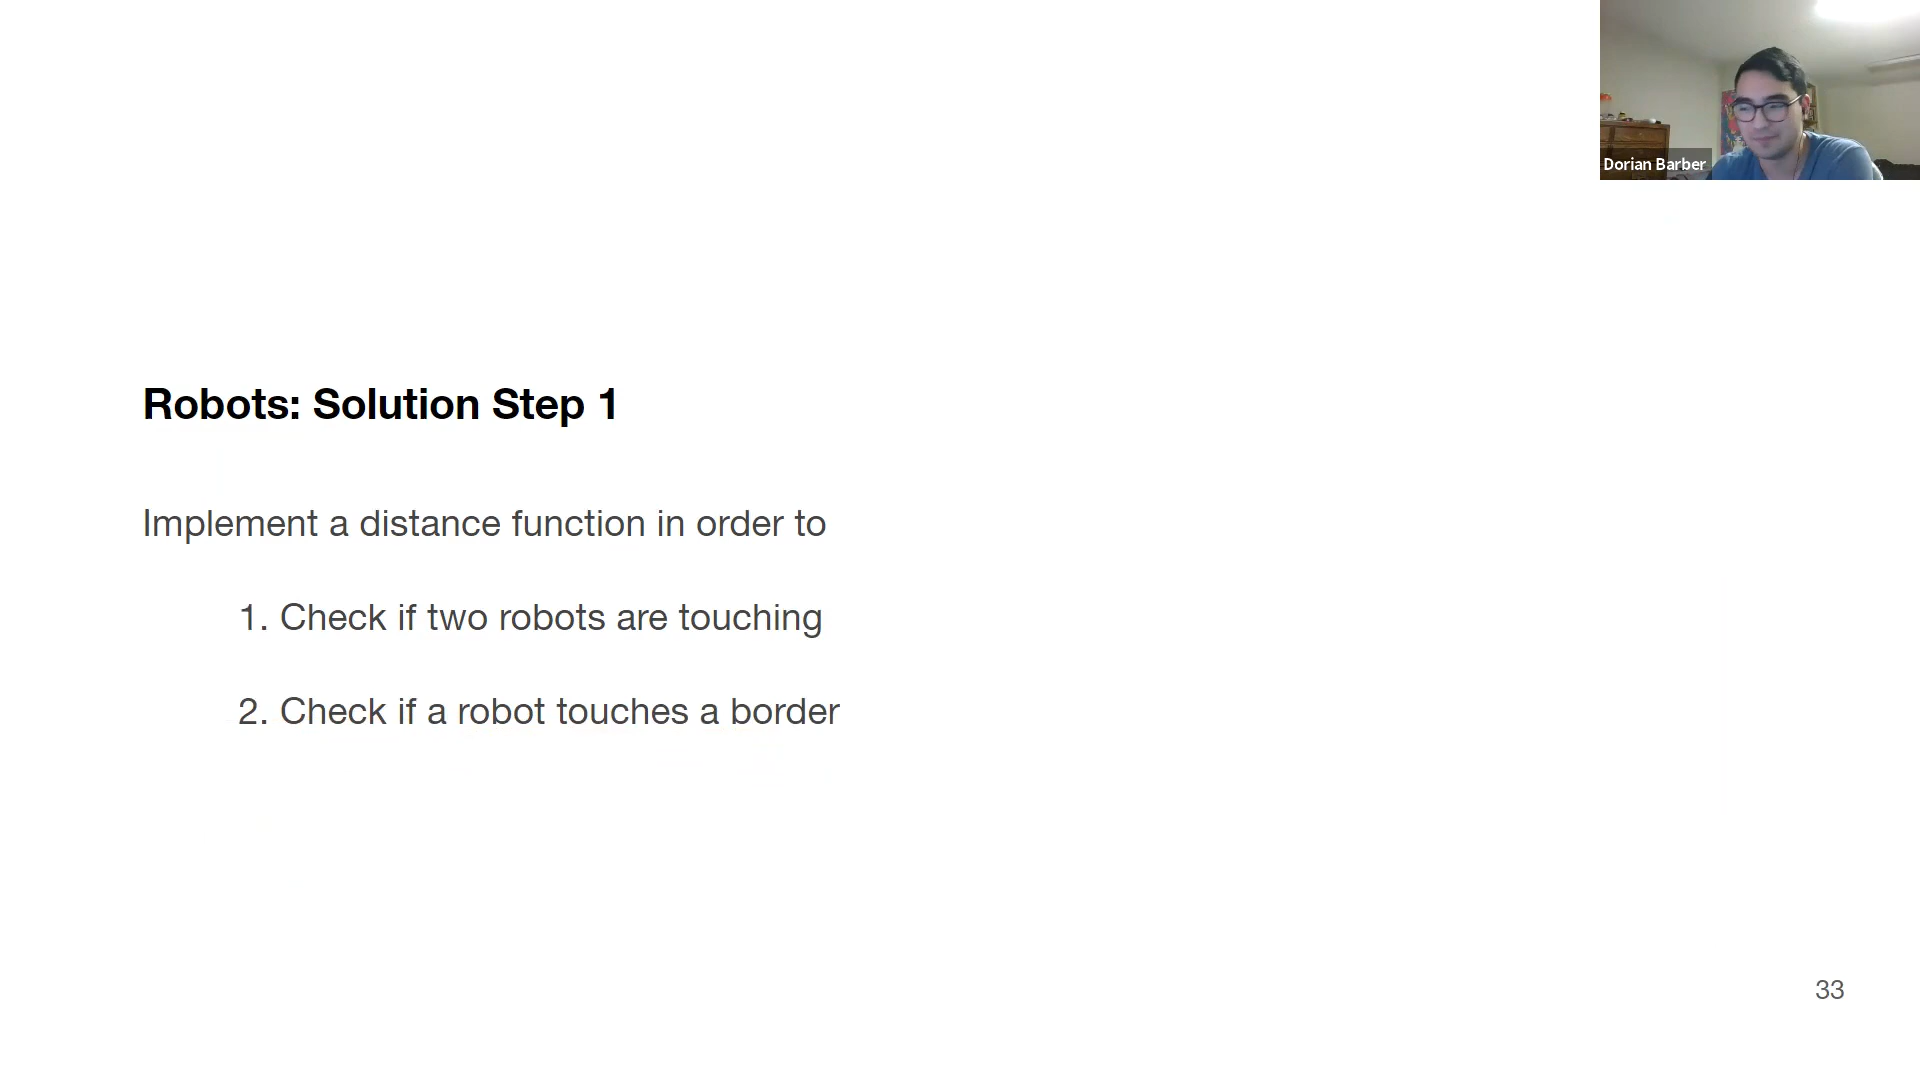 Dorian Barber
Robots: Solution Step 1
Implement a distance function in order to
1. Check if two robots are touching
2. Check if a robot touches a border
33